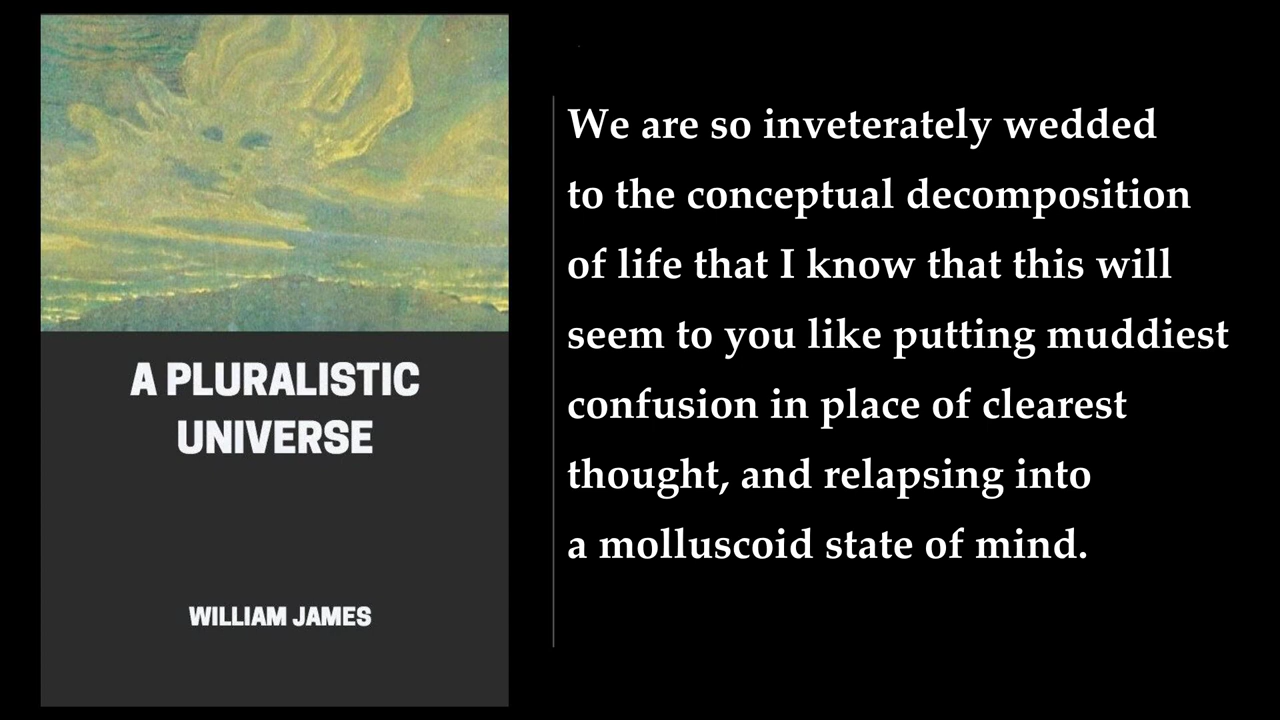 A PLURALISTIC
UNIVERSE
WILLIAM JAMES
We are so inveterately wedded
to the conceptual decomposition
of life that I know that this will
seem to you like putting muddiest
confusion in place of clearest
thought, and relapsing into
a molluscoid state of mind.